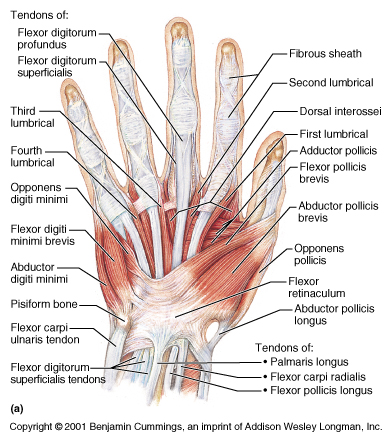 Tendons of:
Flexor digitorum
profundus
Flexor digitorum
superficialis
Third
lumbrical
Fourth
lumbrical
Opponens
digiti minimi
Flexor digiti
minimi brevis
Abductor
digiti minimi
Pisiform bone
Flexor carpi
ulnaris tendon
Flexor digitorum
superficialis tendons
Fibrous sheath
Second lumbrical
Dorsal interossei
First lumbrical
Adductor pollicis
Flexor pollicis
brevis
Abductor pollicis
brevis
Opponens
pollicis
Flexor
retinaculum
Abductor pollicis
longus
Tendons of:
• Palmaris longus
• Flexor carpi radialis
• Flexor pollicis longus
(a)
Copyright © 2001 Benjamin Cummings, an imprint of Addison Wesley Longman, Inc.